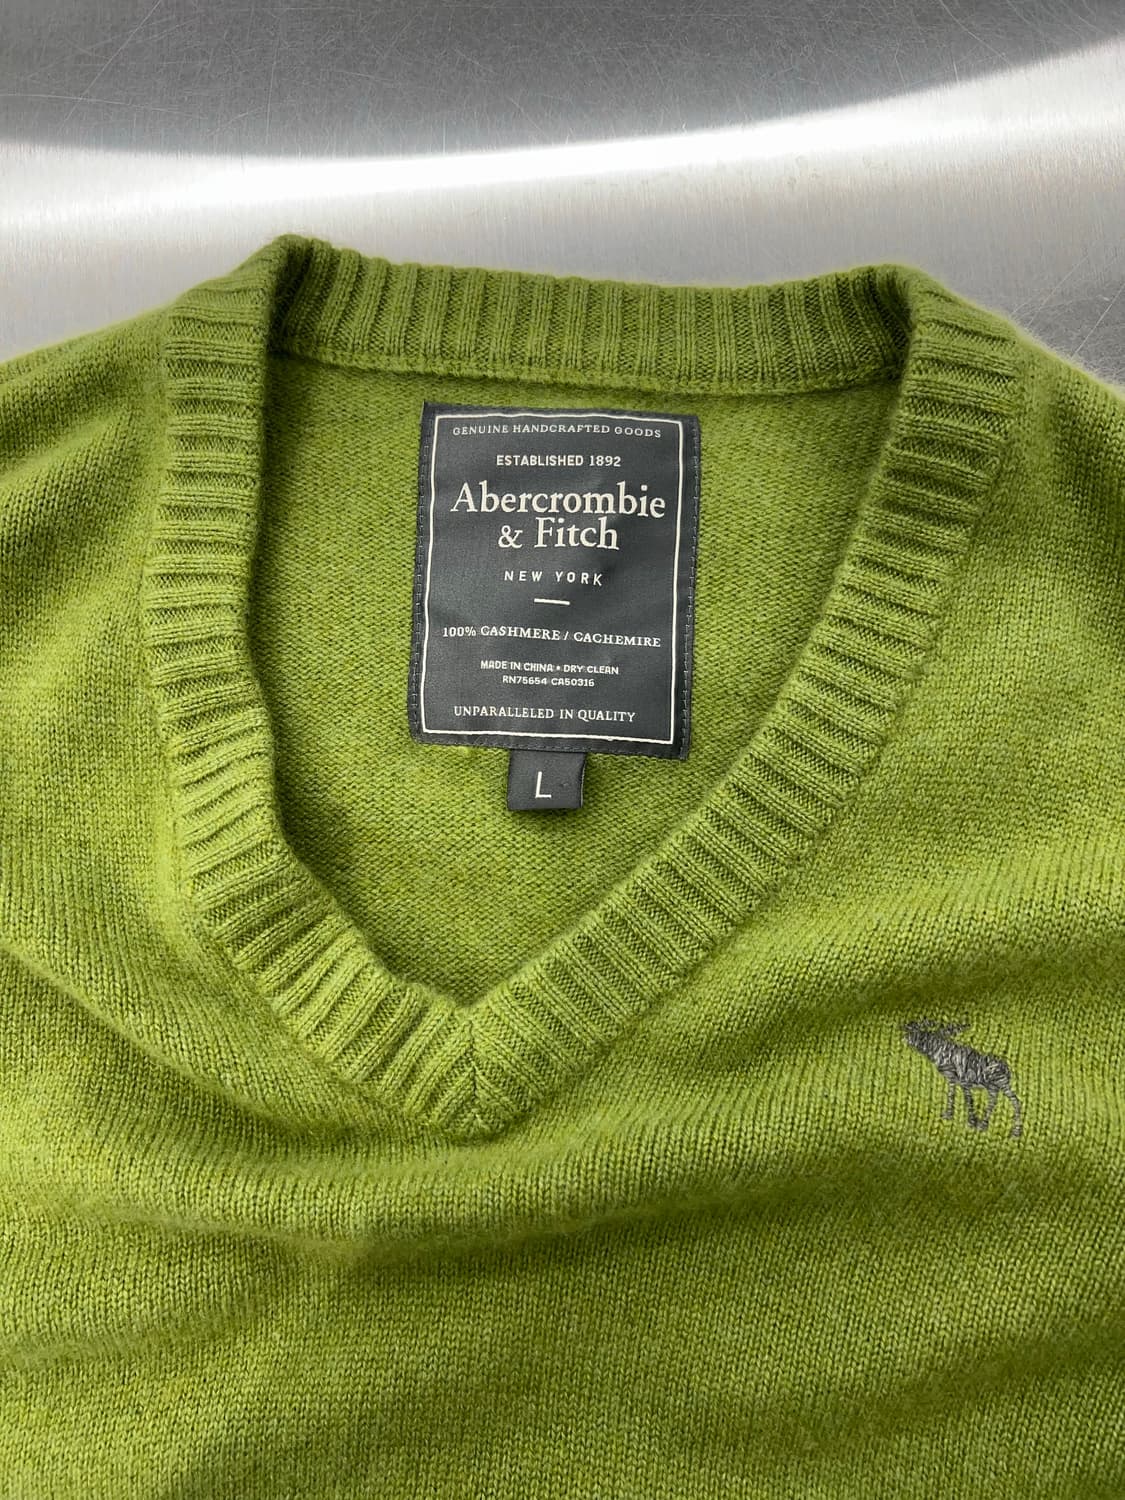 GENUINE HANDCRAFTED GOODS
ESTABLISHED 1892
Abercrombie
& Fitch
NEW YORK
100% CASHMERE / CACHEMIRE
MADE IN CHINA • DRY CLEAN
RN75654 CA50316
UNPARALLELED IN QUALITY
L